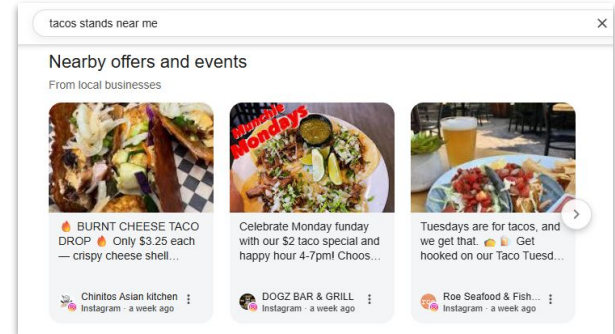 tacos stands near me
Nearby offers and events
From local businesses
Munchie
Mondays
🔥 BURNT CHEESE TACO
DROP 🔥 Only $3.25 each
— crispy cheese shell...
Chinitos Asian kitchen
Instagram · a week ago
Celebrate Monday funday
with our $2 taco special and
happy hour 4-7pm! Choos...
DOGZ BAR & GRILL
Instagram · a week ago
Tuesdays are for tacos, and
we get that. 🌮 🍺 Get
hooked on our Taco Tuesd...
roe
Roe Seafood & Fish...
Instagram · a week ago